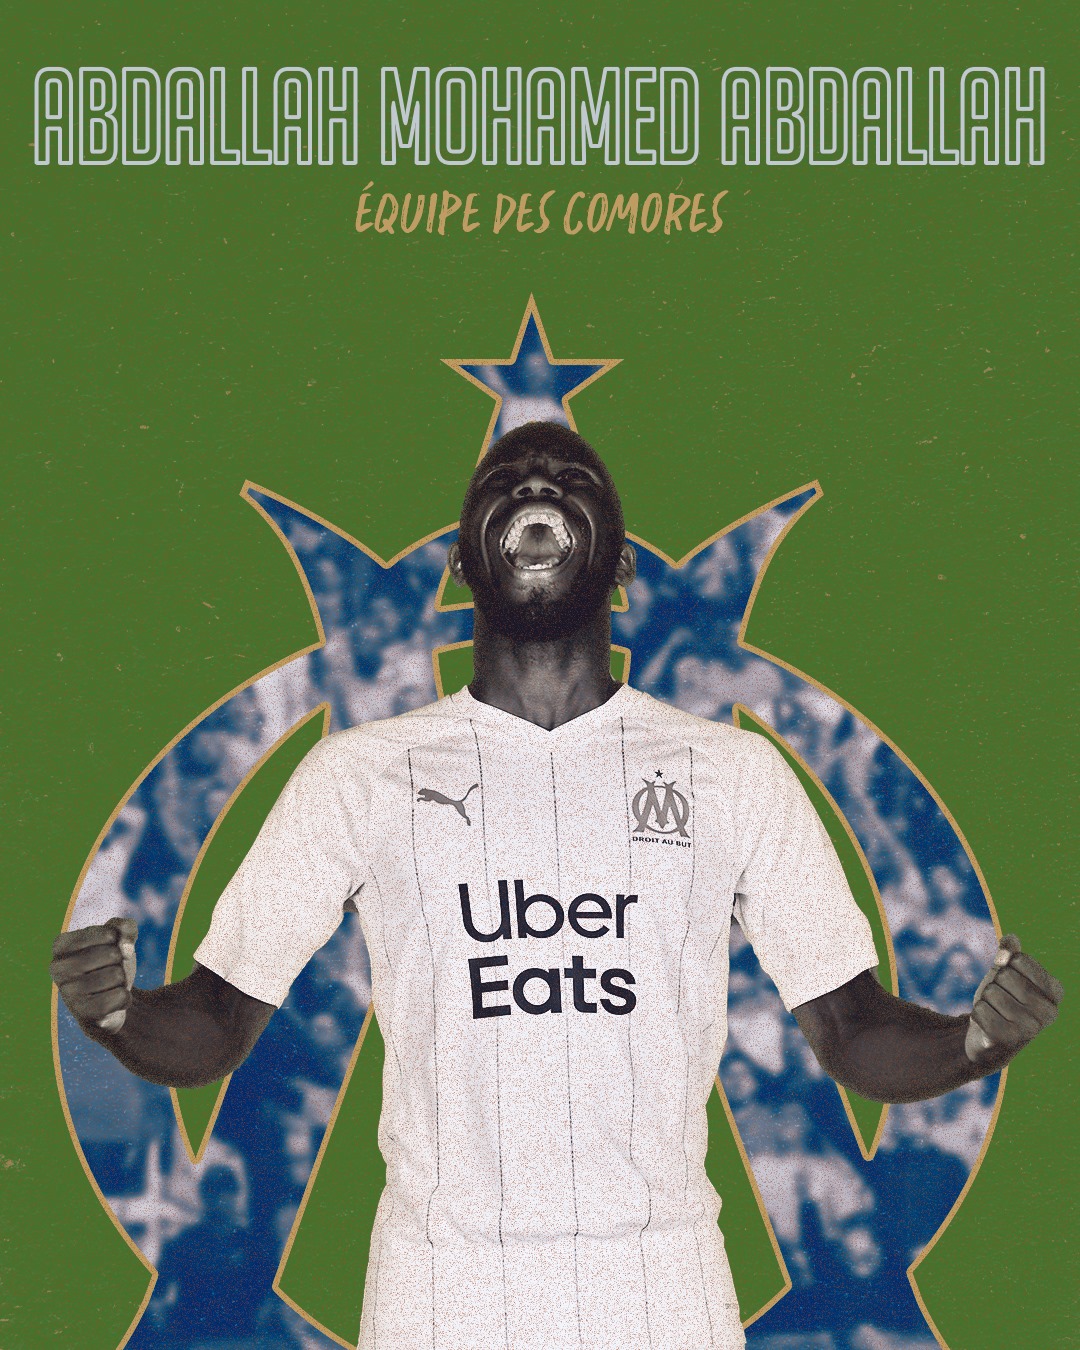 ABDALLAH MOHAMED ABDALLAH
ÉQUIPE DES COMORES
DROIT AU BUT
Uber
Eats